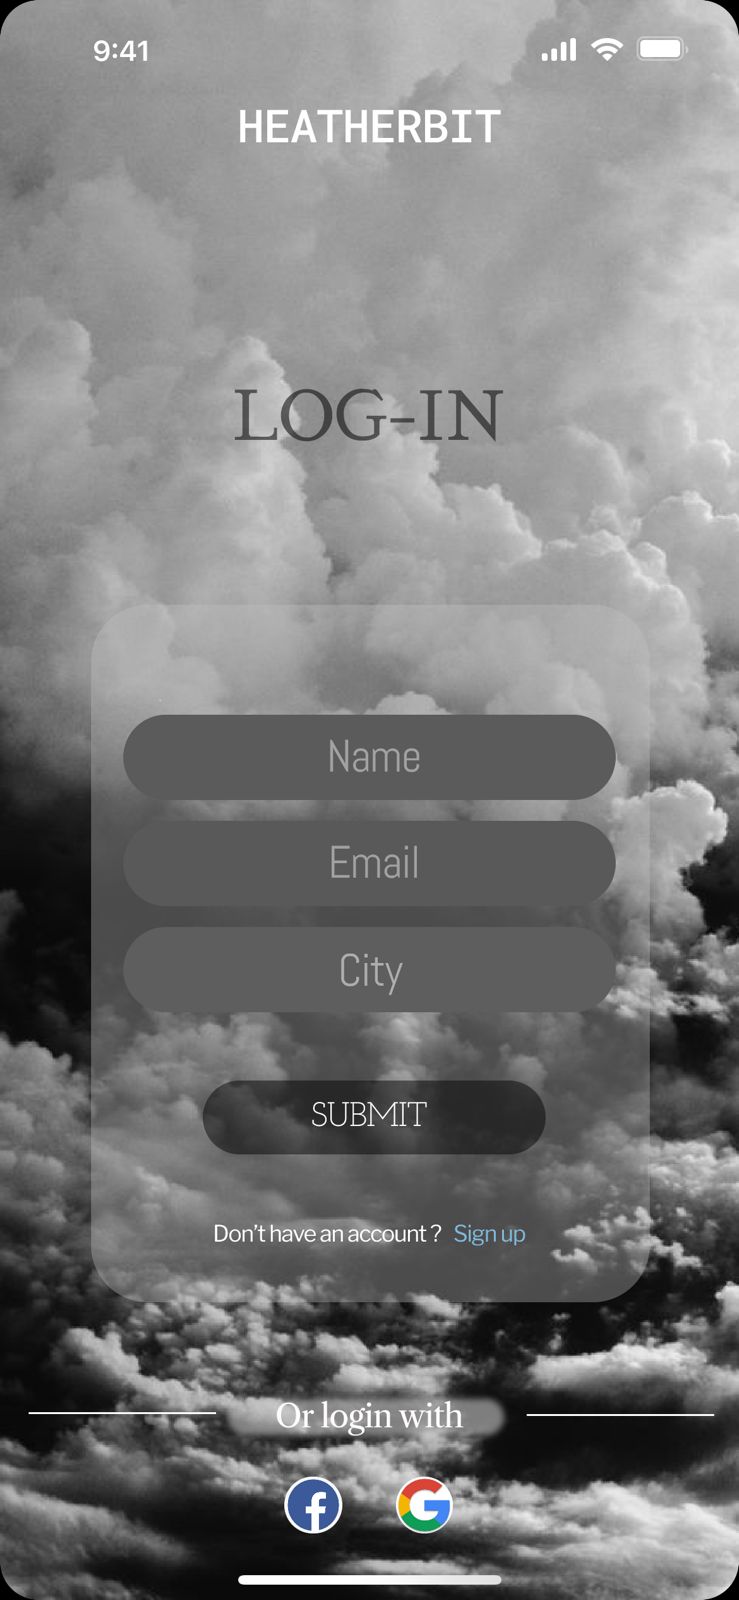 9:41
HEATHERBIT
LOG-IN
Name
Email
City
SUBMIT
Don't have an account ? Sign up
Or login with